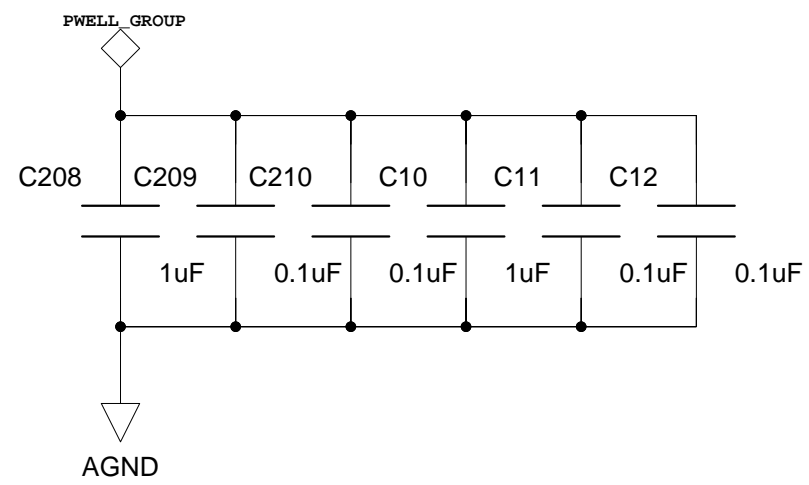 PWELL_GROUP
C208 C209 C210 C10 C11 C12
1uF 0.1uF 0.1uF 1uF 0.1uF 0.1uF
AGND